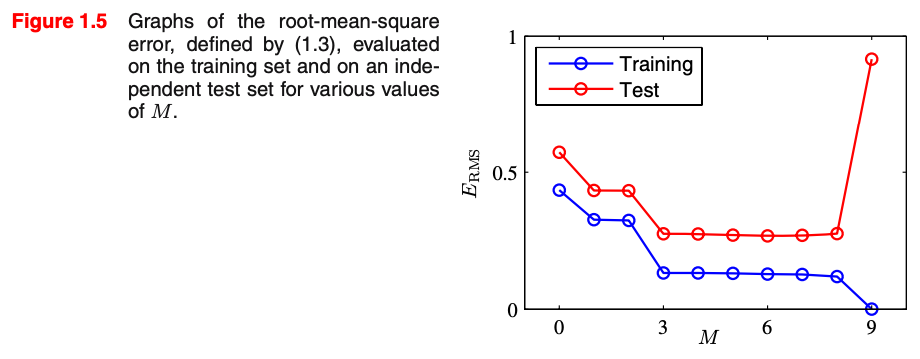 Figure 1.5 Graphs of the root-mean-square
error, defined by (1.3), evaluated
on the training set and on an inde-
pendent test set for various values
of M.
1
Training
Test
0.5
E_RMS
0
0 3 6 9
M